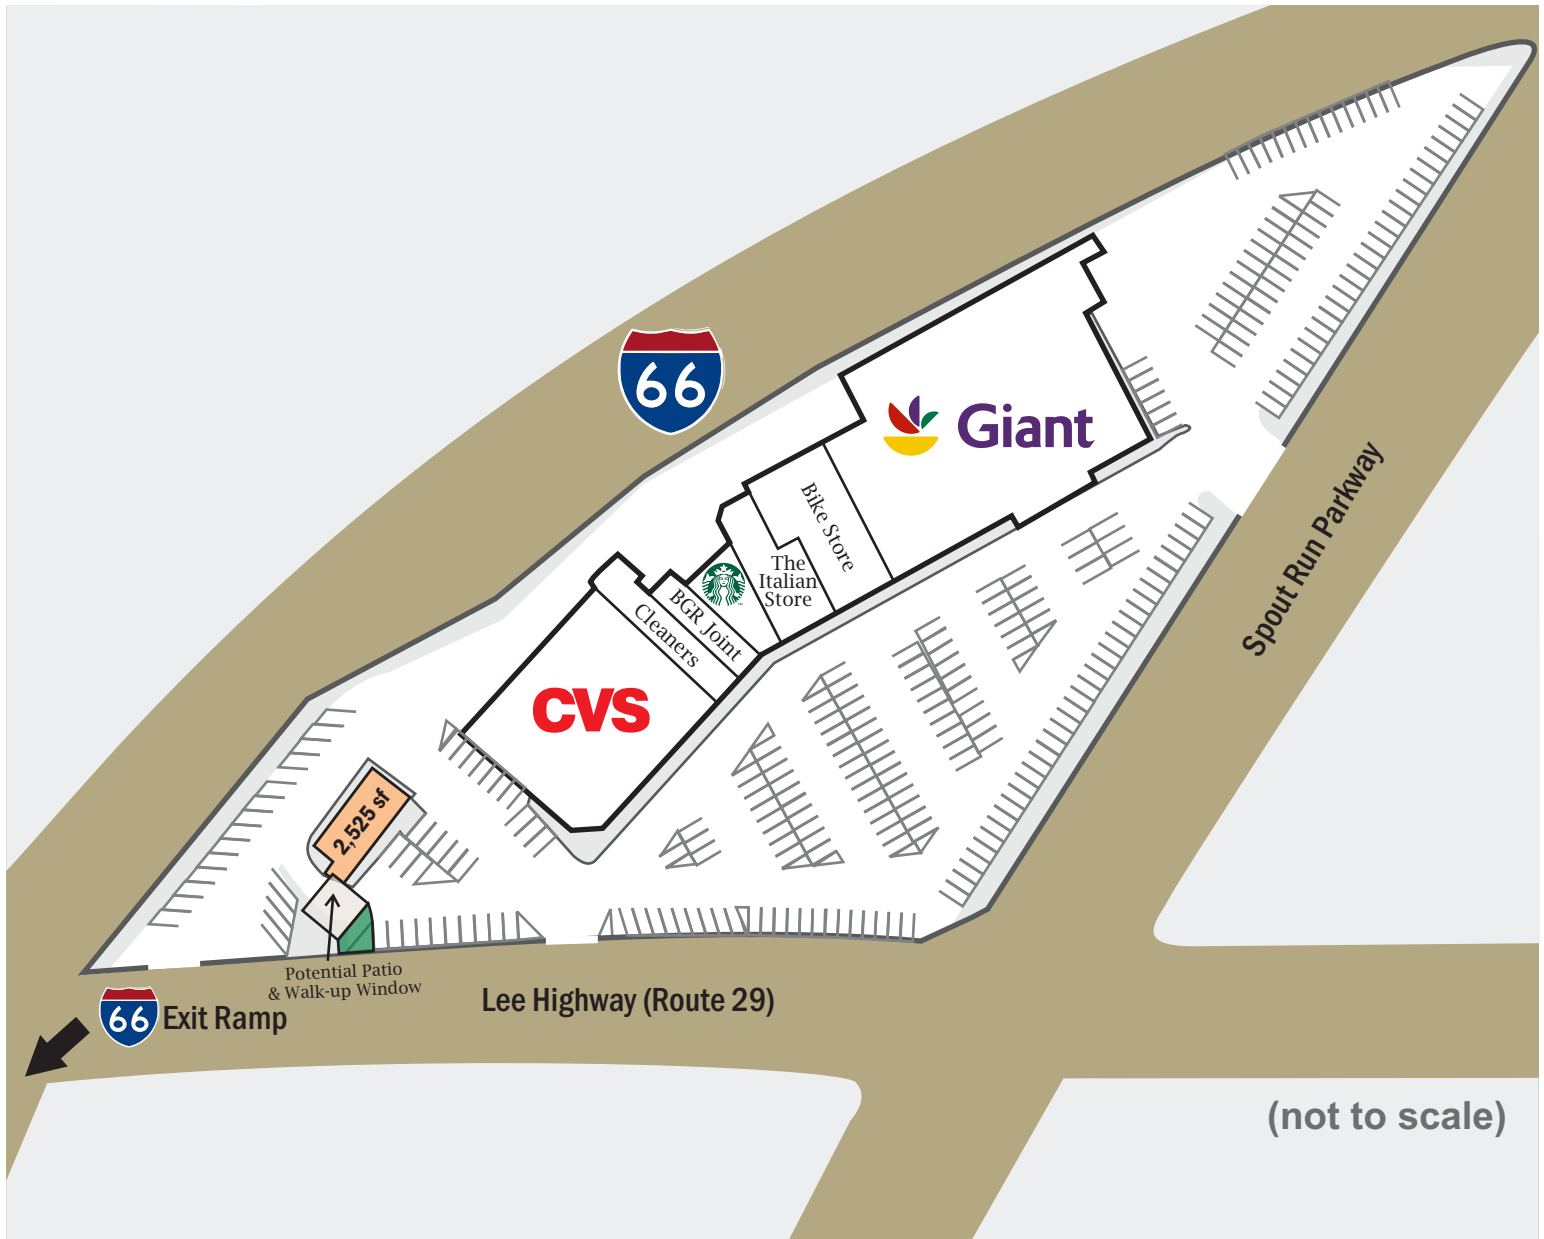 66
Giant
Bike Store
The
Italian
Store
BGR Joint
Cleaners
CVS
Spout Run Parkway
2,525 sf
Potential Patio
& Walk-up Window
66 Exit Ramp
Lee Highway (Route 29)
(not to scale)